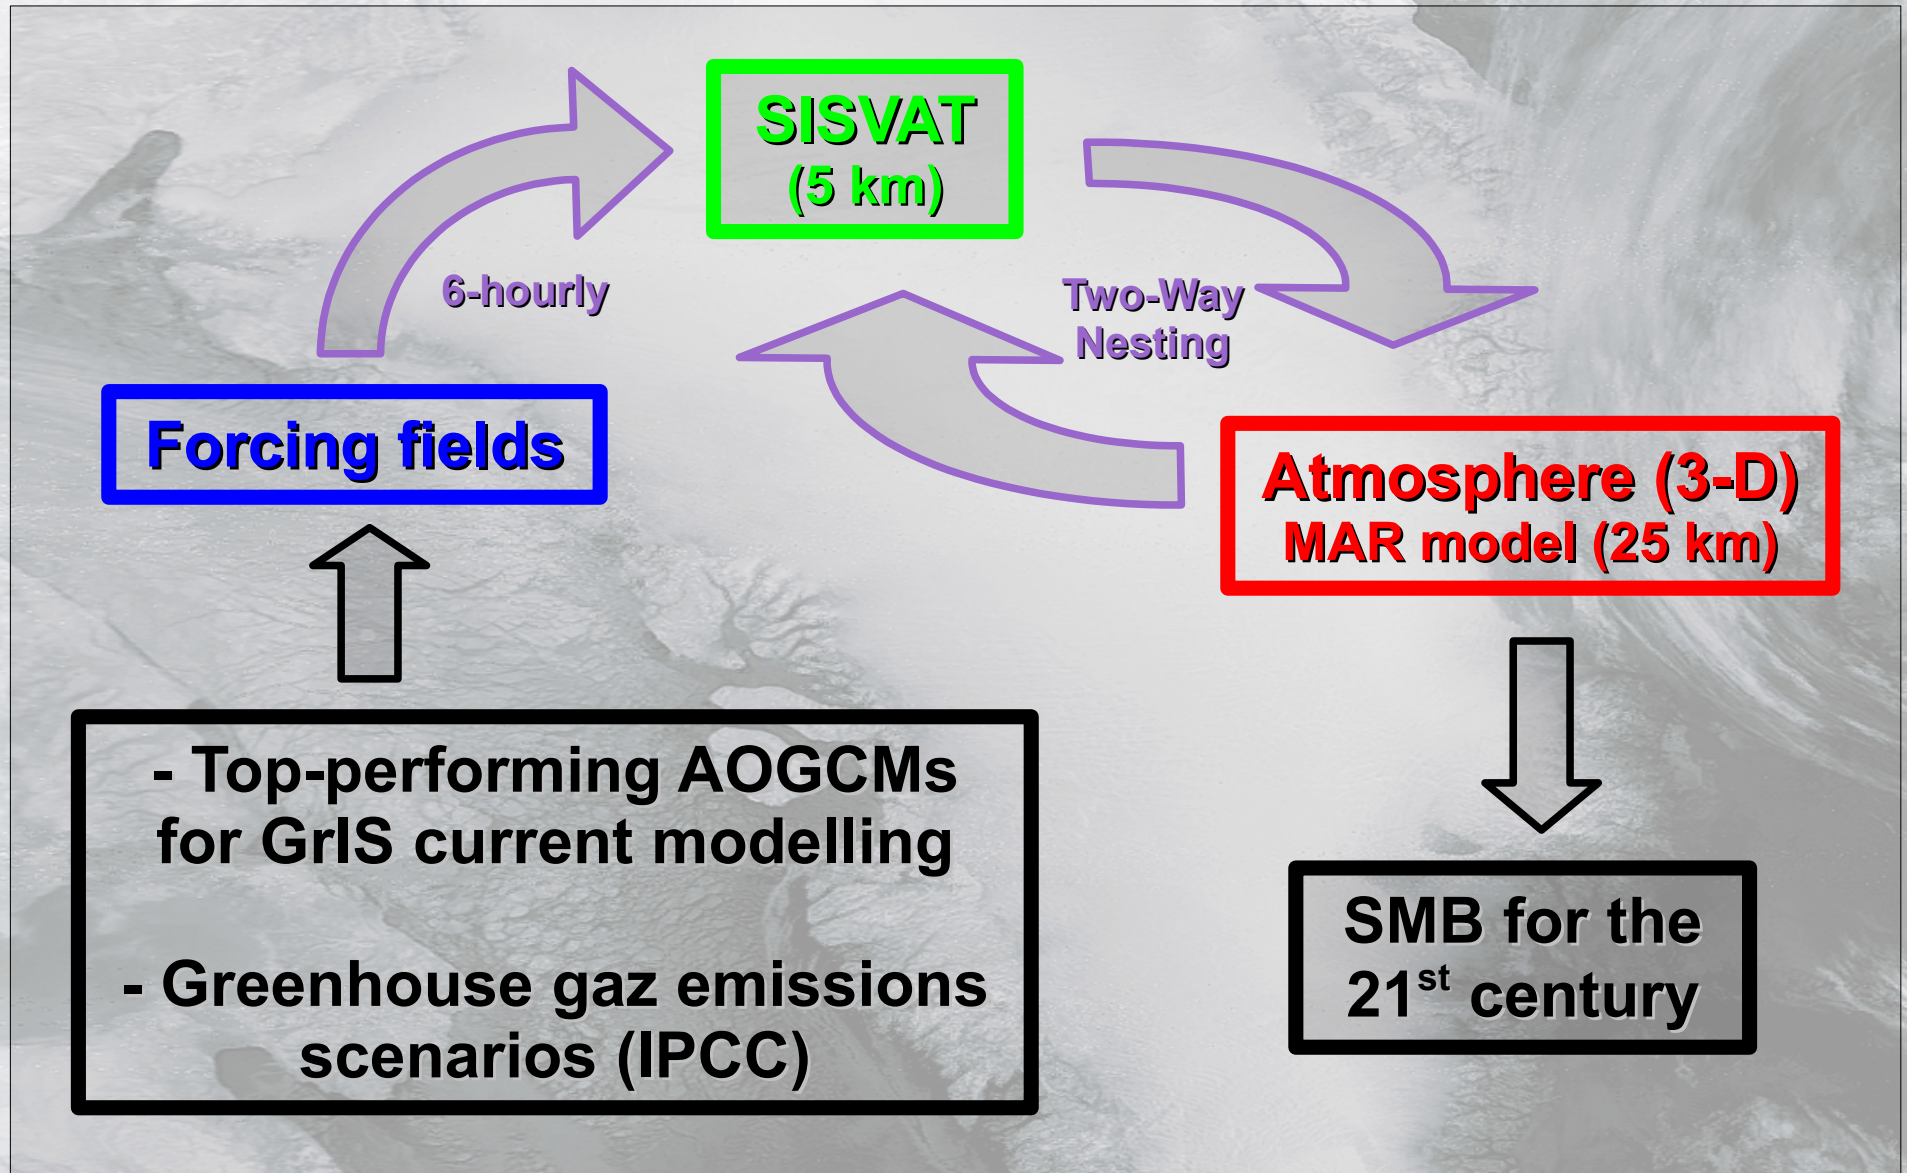 SISVAT
(5 km)
6-hourly
Two-Way
Nesting
Forcing fields
Atmosphere (3-D)
MAR model (25 km)
- Top-performing AOGCMs
for GrIS current modelling
- Greenhouse gaz emissions
scenarios (IPCC)
SMB for the
21st century